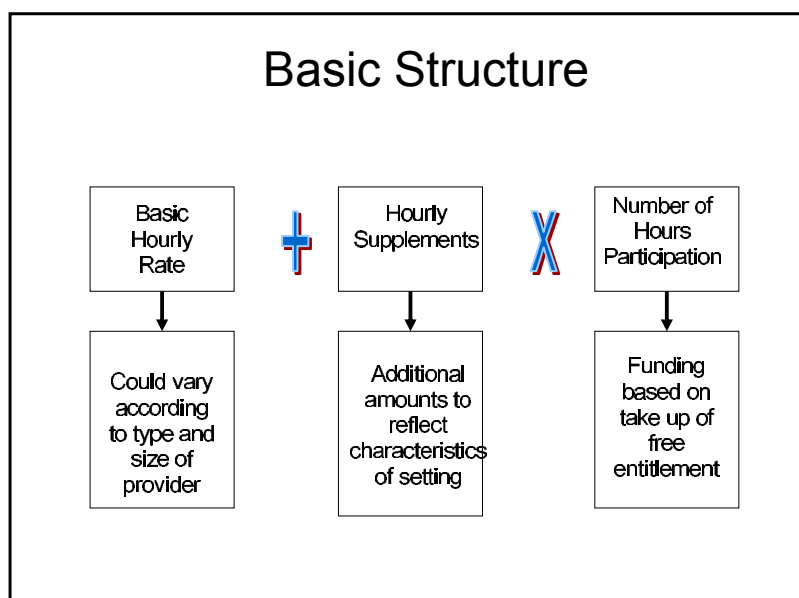 Basic Structure
Basic
Hourly
Rate
+
Hourly
Supplements
X
Number of
Hours
Participation
Could vary
according
to type and
size of
provider
Additional
amounts to
reflect
characteristics
of setting
Funding
based on
take up of
free
entitlement